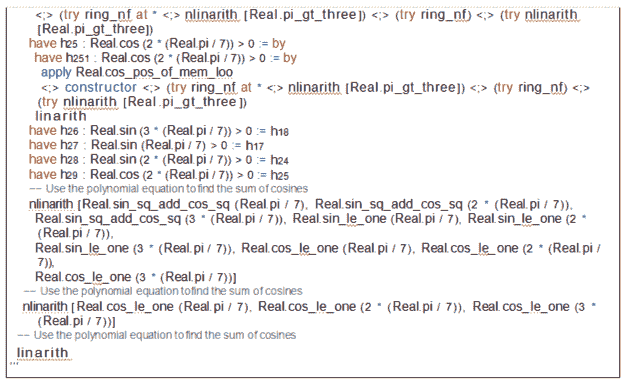 <;> (try ring_nf at * <;> nlinarith [Real.pi_gt_three]) <;> (try ring_nf) <;> (try nlinarith
[Real.pi_gt_three])
have h25 : Real.cos (2 * (Real.pi / 7)) > 0 := by
have h251 : Real.cos (2 * (Real.pi / 7)) > 0 := by
apply Real.cos_pos_of_mem_Ioo
<;> constructor <;> (try ring_nf at * <;> nlinarith [Real.pi_gt_three]) <;> (try ring_nf) <;>
(try nlinarith [Real.pi_gt_three])
linarith
have h26 : Real.sin (3 * (Real.pi / 7)) > 0 := h18
have h27 : Real.sin (Real.pi / 7) > 0 := h17
have h28 : Real.sin (2 * (Real.pi / 7)) > 0 := h24
have h29 : Real.cos (2 * (Real.pi / 7)) > 0 := h25
-- Use the polynomial equation to find the sum of cosines
nlinarith [Real.sin_sq_add_cos_sq (Real.pi / 7), Real.sin_sq_add_cos_sq (2 * (Real.pi / 7)),
Real.sin_sq_add_cos_sq (3 * (Real.pi / 7)), Real.sin_le_one (Real.pi / 7), Real.sin_le_one (2 *
(Real.pi / 7)),
Real.sin_le_one (3 * (Real.pi / 7)), Real.cos_le_one (Real.pi / 7), Real.cos_le_one (2 * (Real.pi /
7)),
Real.cos_le_one (3 * (Real.pi / 7))]
-- Use the polynomial equation to find the sum of cosines
nlinarith [Real.cos_le_one (Real.pi / 7), Real.cos_le_one (2 * (Real.pi / 7)), Real.cos_le_one (3 *
(Real.pi / 7))]
-- Use the polynomial equation to find the sum of cosines
linarith
'''